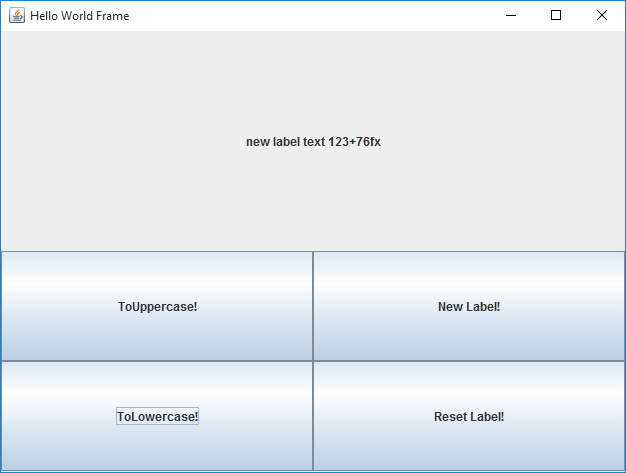 Hello World Frame
new label text 123+76fx
ToUppercase!
New Label!
ToLowercase!
Reset Label!